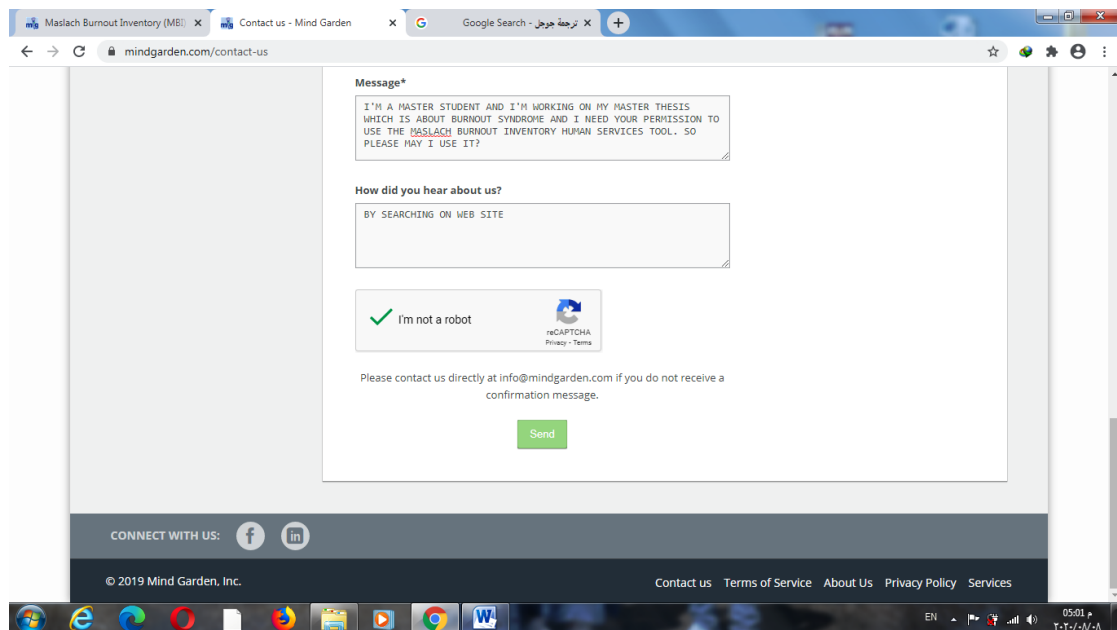 Maslach Burnout Inventory (MBI)
Contact us - Mind Garden
Google Search - ترجمة جوجل
mindgarden.com/contact-us
Message*
I'M A MASTER STUDENT AND I'M WORKING ON MY MASTER THESIS
WHICH IS ABOUT BURNOUT SYNDROME AND I NEED YOUR PERMISSION TO
USE THE MASLACH BURNOUT INVENTORY HUMAN SERVICES TOOL. SO
PLEASE MAY I USE IT?
How did you hear about us?
BY SEARCHING ON WEB SITE
I'm not a robot
reCAPTCHA
Privacy - Terms
Please contact us directly at info@mindgarden.com if you do not receive a
confirmation message.
Send
CONNECT WITH US:
© 2019 Mind Garden, Inc.
Contact us Terms of Service About Us Privacy Policy Services
EN
05:01 م
٢٠٢٠/٠٨/٠٨